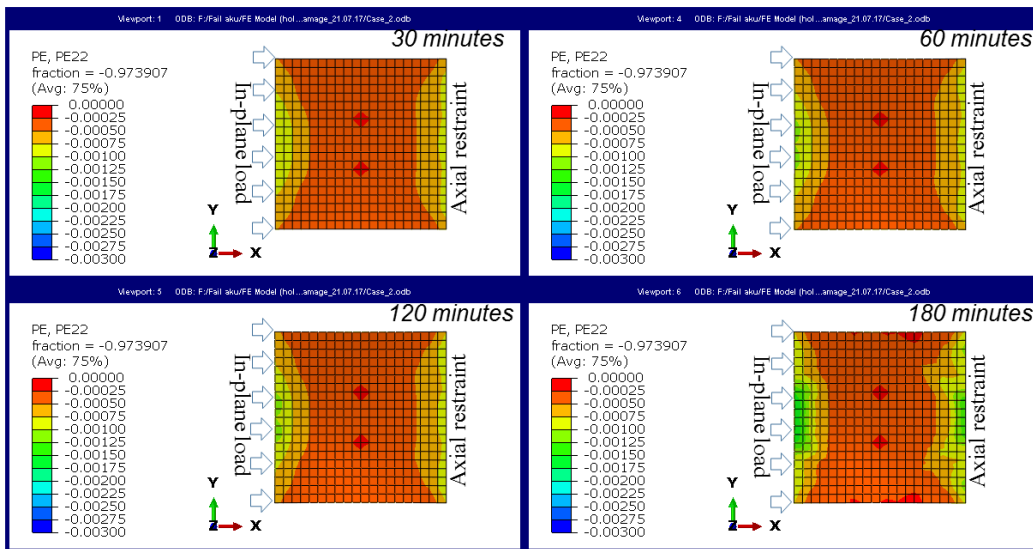 Viewport: 1 ODB: F:/Fail aku/FE Model (hol...amage_21.07.17/Case_2.odb
30 minutes
PE, PE22
fraction = -0.973907
(Avg: 75%)
0.00000
-0.00025
-0.00050
-0.00075
-0.00100
-0.00125
-0.00150
-0.00175
-0.00200
-0.00225
-0.00250
-0.00275
-0.00300
In-plane load
Axial restraint
Y
Z
X
Viewport: 4 ODB: F:/Fail aku/FE Model (hol...amage_21.07.17/Case_2.odb
60 minutes
PE, PE22
fraction = -0.973907
(Avg: 75%)
0.00000
-0.00025
-0.00050
-0.00075
-0.00100
-0.00125
-0.00150
-0.00175
-0.00200
-0.00225
-0.00250
-0.00275
-0.00300
In-plane load
Axial restraint
Y
Z
X
Viewport: 5 ODB: F:/Fail aku/FE Model (hol...amage_21.07.17/Case_2.odb
120 minutes
PE, PE22
fraction = -0.973907
(Avg: 75%)
0.00000
-0.00025
-0.00050
-0.00075
-0.00100
-0.00125
-0.00150
-0.00175
-0.00200
-0.00225
-0.00250
-0.00275
-0.00300
In-plane load
Axial restraint
Y
Z
X
Viewport: 6 ODB: F:/Fail aku/FE Model (hol...amage_21.07.17/Case_2.odb
180 minutes
PE, PE22
fraction = -0.973907
(Avg: 75%)
0.00000
-0.00025
-0.00050
-0.00075
-0.00100
-0.00125
-0.00150
-0.00175
-0.00200
-0.00225
-0.00250
-0.00275
-0.00300
In-plane load
Axial restraint
Y
Z
X